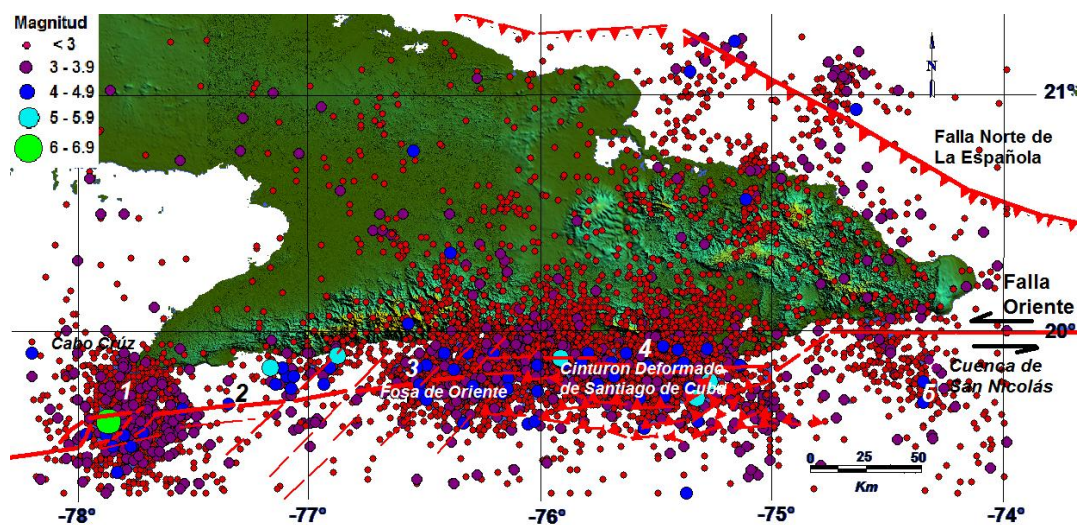 Magnitud
< 3
3 - 3.9
4 - 4.9
5 - 5.9
6 - 6.9
N
21°
Falla Norte de
La Española
Falla
Oriente
20°
Cabo Crúz
1
2
3
4
Fosa de Oriente
Cinturon Deformado
de Santiago de Cuba
Cuenca de
San Nicolás
5
0 25 50
Km
-78° -77° -76° -75° -74°